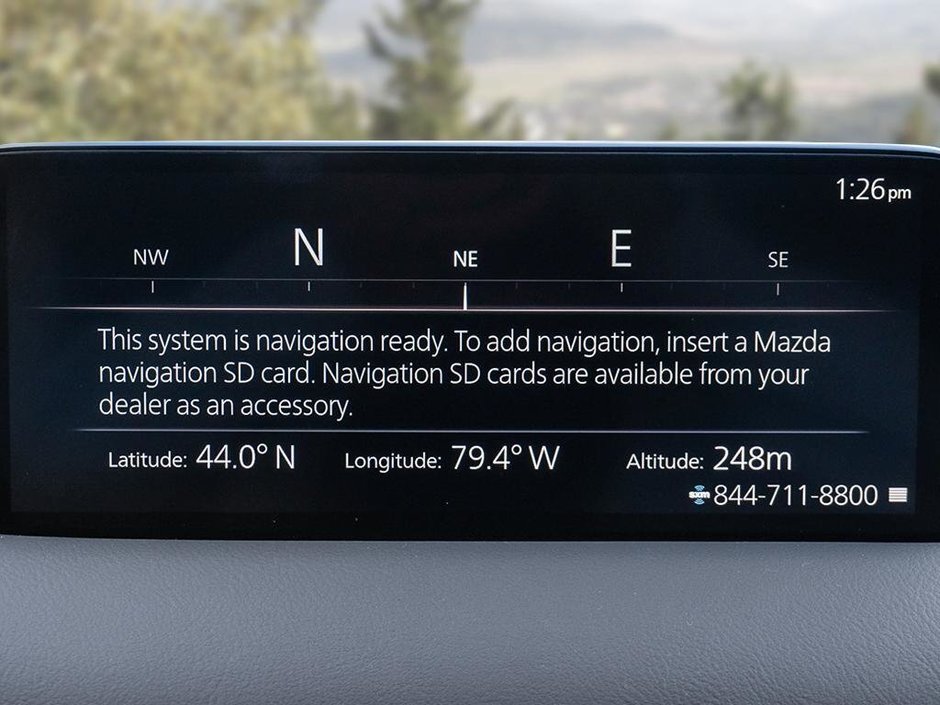 1:26pm
NW N NE E SE
This system is navigation ready. To add navigation, insert a Mazda
navigation SD card. Navigation SD cards are available from your
dealer as an accessory.
Latitude: 44.0° N Longitude: 79.4° W Altitude: 248m
sxm 844-711-8800